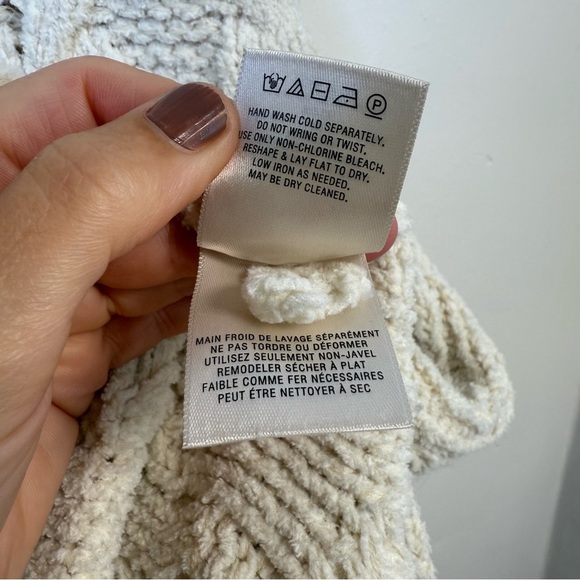 P
HAND WASH COLD SEPARATELY.
DO NOT WRING OR TWIST.
USE ONLY NON-CHLORINE BLEACH.
RESHAPE & LAY FLAT TO DRY.
LOW IRON AS NEEDED.
MAY BE DRY CLEANED.
MAIN FROID DE LAVAGE SÉPARÉMENT
NE PAS TORDRE OU DÉFORMER
UTILISEZ SEULEMENT NON-JAVEL
REMODELER SÈCHER À PLAT
FAIBLE COMME FER NÉCESSAIRES
PEUT ÉTRE NETTOYER À SEC